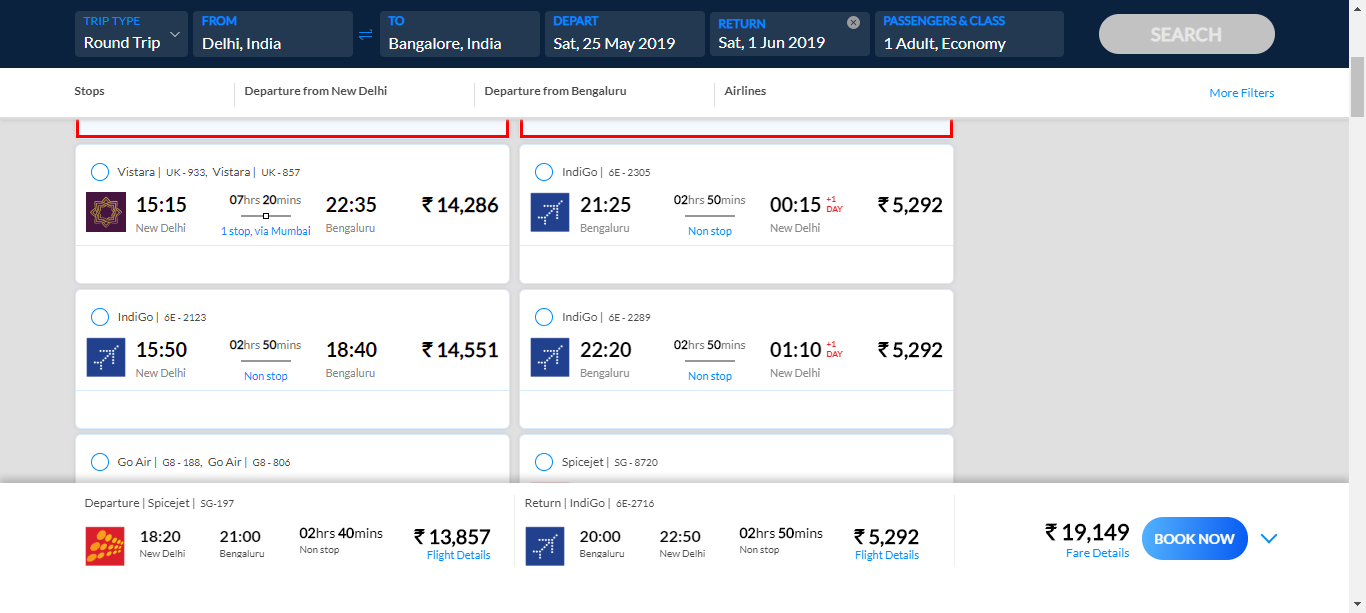 TRIP TYPE
Round Trip
FROM
Delhi, India
TO
Bangalore, India
DEPART
Sat, 25 May 2019
RETURN
Sat, 1 Jun 2019
PASSENGERS & CLASS
1 Adult, Economy
SEARCH
Stops
Departure from New Delhi
Departure from Bengaluru
Airlines
More Filters
Vistara | UK - 933, Vistara | UK - 857
15:15
New Delhi
07hrs 20mins
1 stop, via Mumbai
22:35
Bengaluru
₹ 14,286
IndiGo | 6E - 2305
21:25
Bengaluru
02hrs 50mins
Non stop
00:15 +1 DAY
New Delhi
₹ 5,292
IndiGo | 6E - 2123
15:50
New Delhi
02hrs 50mins
Non stop
18:40
Bengaluru
₹ 14,551
IndiGo | 6E - 2289
22:20
Bengaluru
02hrs 50mins
Non stop
01:10 +1 DAY
New Delhi
₹ 5,292
Go Air | G8 - 188, Go Air | G8 - 806
Spicejet | SG - 8720
Departure | Spicejet | SG-197
18:20
New Delhi
21:00
Bengaluru
02hrs 40mins
Non stop
₹ 13,857
Flight Details
Return | IndiGo | 6E-2716
20:00
Bengaluru
22:50
New Delhi
02hrs 50mins
Non stop
₹ 5,292
Flight Details
₹ 19,149
Fare Details
BOOK NOW